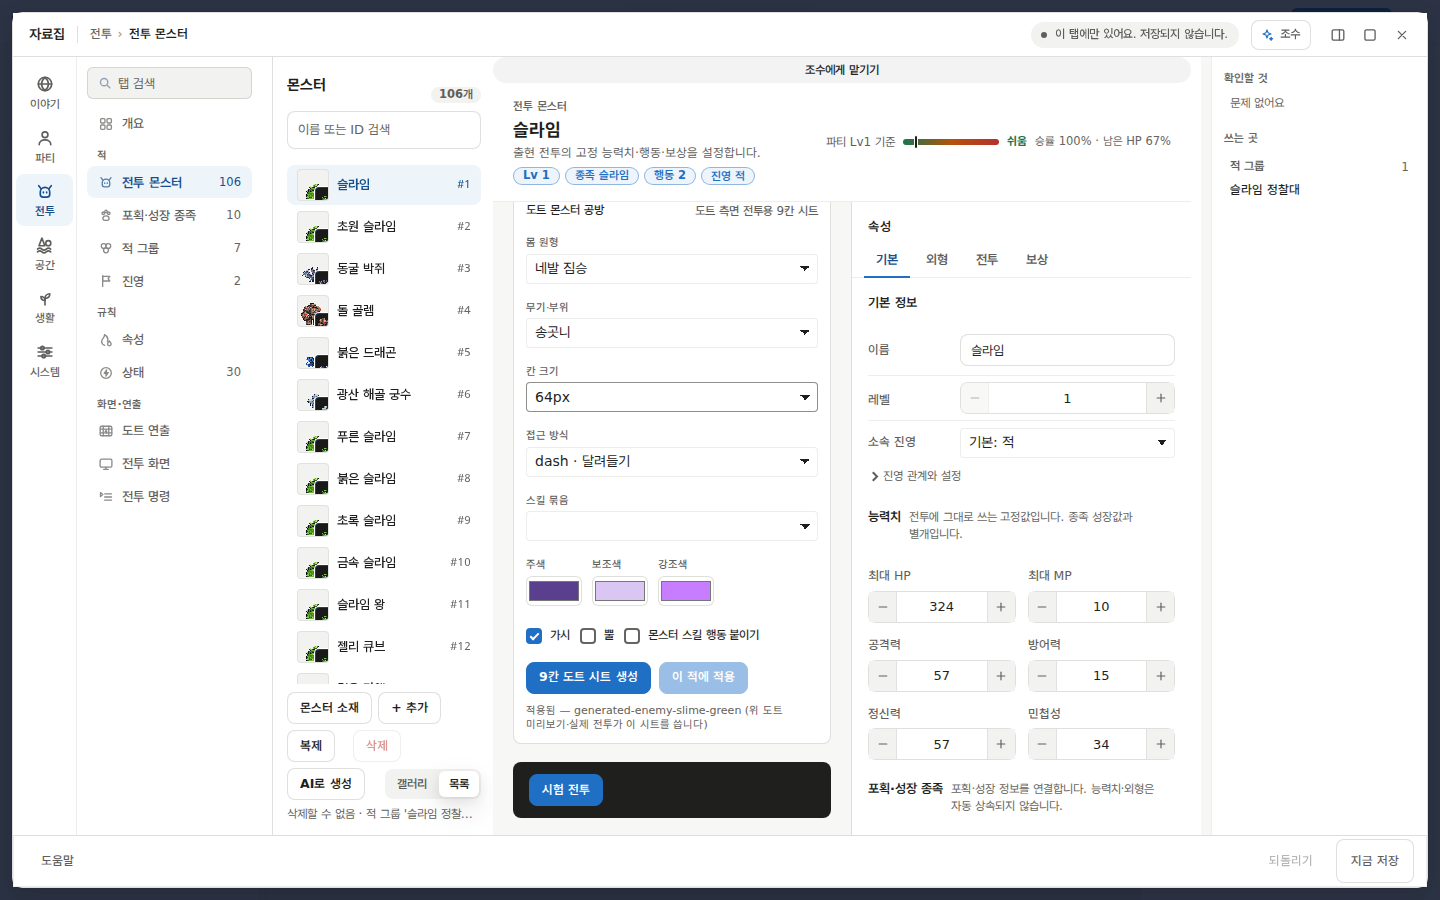 자료집
전투 › 전투 몬스터
이 탭에만 있어요. 저장되지 않습니다.
조수
이야기
파티
전투
공간
생활
시스템
탭 검색
개요
적
전투 몬스터 106
포획·성장 종족 10
적 그룹 7
진영 2
규칙
속성
상태 30
화면·연출
도트 연출
전투 화면
전투 명령
몬스터
106개
이름 또는 ID 검색
슬라임 #1
초원 슬라임 #2
동굴 박쥐 #3
돌 골렘 #4
붉은 드래곤 #5
광산 해골 궁수 #6
푸른 슬라임 #7
붉은 슬라임 #8
초록 슬라임 #9
금속 슬라임 #10
슬라임 왕 #11
젤리 큐브 #12
몬스터 소재
+ 추가
복제
삭제
AI로 생성
갤러리
목록
삭제할 수 없음 · 적 그룹 '슬라임 정찰…
조수에게 맡기기
전투 몬스터
슬라임
출현 전투의 고정 능력치·행동·보상을 설정합니다.
Lv 1
종족 슬라임
행동 2
진영 적
파티 Lv1 기준
쉬움
승률 100% · 남은 HP 67%
도트 몬스터 공방
도트 측면 전투용 9칸 시트
몸 원형
네발 짐승
무기·부위
송곳니
칸 크기
64px
접근 방식
dash · 달려들기
스킬 묶음
주색
보조색
강조색
가시
뿔
몬스터 스킬 행동 붙이기
9칸 도트 시트 생성
이 적에 적용
적용됨 — generated-enemy-slime-green (위 도트
미리보기·실제 전투가 이 시트를 씁니다)
시험 전투
속성
기본
외형
전투
보상
기본 정보
이름
슬라임
레벨
− 1 +
소속 진영
기본: 적
진영 관계와 설정
능력치
전투에 그대로 쓰는 고정값입니다. 종족 성장값과
별개입니다.
최대 HP
− 324 +
최대 MP
− 10 +
공격력
− 57 +
방어력
− 15 +
정신력
− 57 +
민첩성
− 34 +
포획·성장 종족
포획·성장 정보를 연결합니다. 능력치·외형은
자동 상속되지 않습니다.
확인할 것
문제 없어요
쓰는 곳
적 그룹 1
슬라임 정찰대
도움말
되돌리기
지금 저장